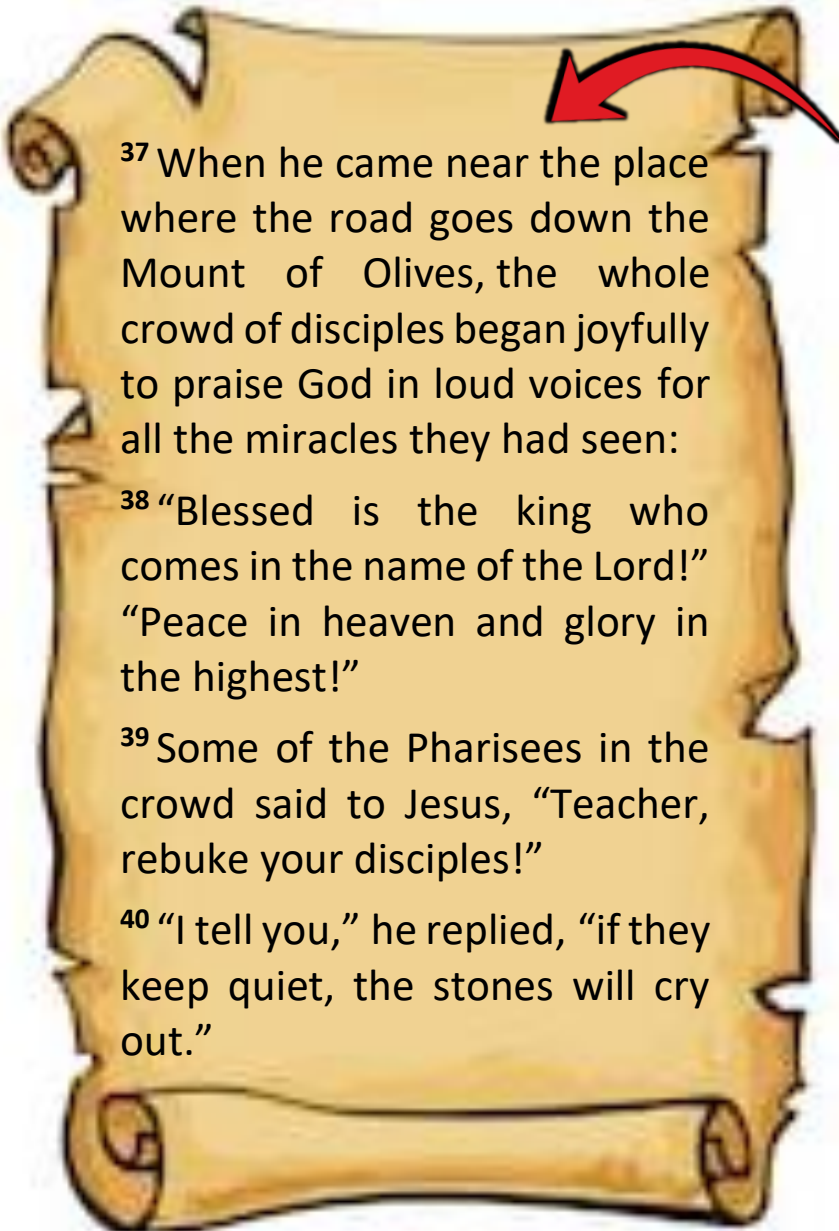 37 When he came near the place
where the road goes down the
Mount of Olives, the whole
crowd of disciples began joyfully
to praise God in loud voices for
all the miracles they had seen:
38 “Blessed is the king who
comes in the name of the Lord!”
“Peace in heaven and glory in
the highest!”
39 Some of the Pharisees in the
crowd said to Jesus, “Teacher,
rebuke your disciples!”
40 “I tell you,” he replied, “if they
keep quiet, the stones will cry
out.”